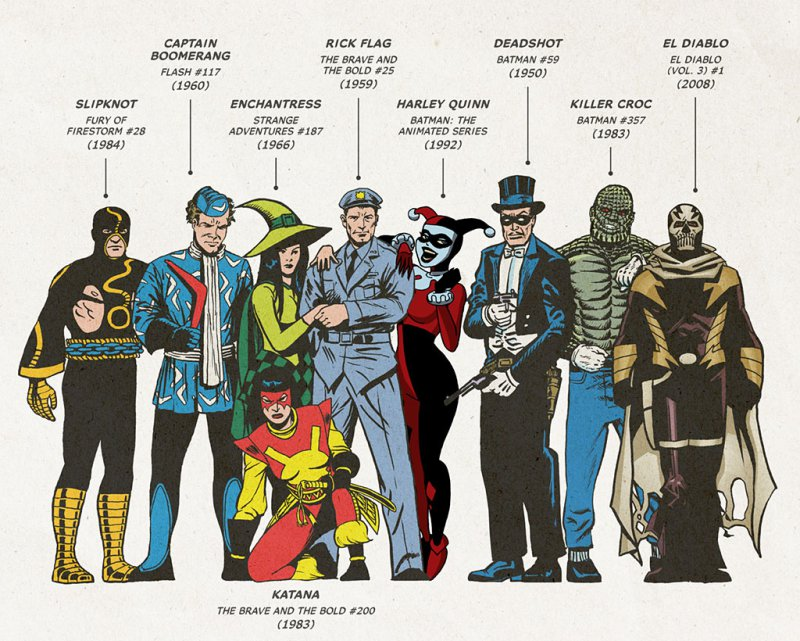 CAPTAIN
BOOMERANG
FLASH #117
(1960)
RICK FLAG
THE BRAVE AND
THE BOLD #25
(1959)
DEADSHOT
BATMAN #59
(1950)
EL DIABLO
EL DIABLO
(VOL. 3) #1
(2008)
SLIPKNOT
FURY OF
FIRESTORM #28
(1984)
ENCHANTRESS
STRANGE
ADVENTURES #187
(1966)
HARLEY QUINN
BATMAN: THE
ANIMATED SERIES
(1992)
KILLER CROC
BATMAN #357
(1983)
KATANA
THE BRAVE AND THE BOLD #200
(1983)